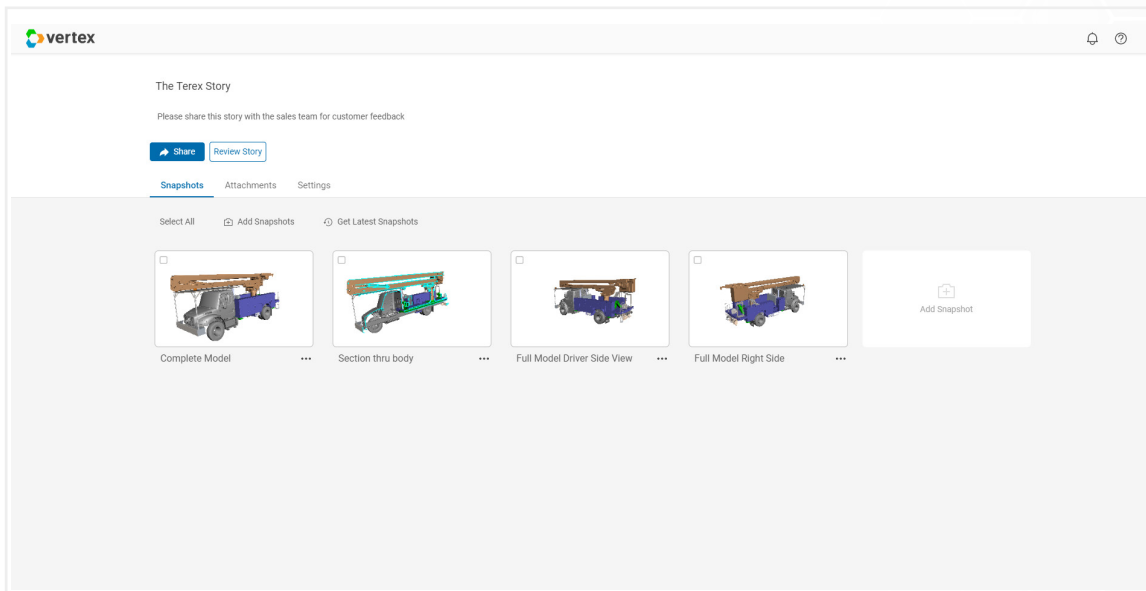 vertex
The Terex Story
Please share this story with the sales team for customer feedback
Share Review Story
Snapshots Attachments Settings
Select All Add Snapshots Get Latest Snapshots
Complete Model ••• Section thru body ••• Full Model Driver Side View ••• Full Model Right Side •••
Add Snapshot